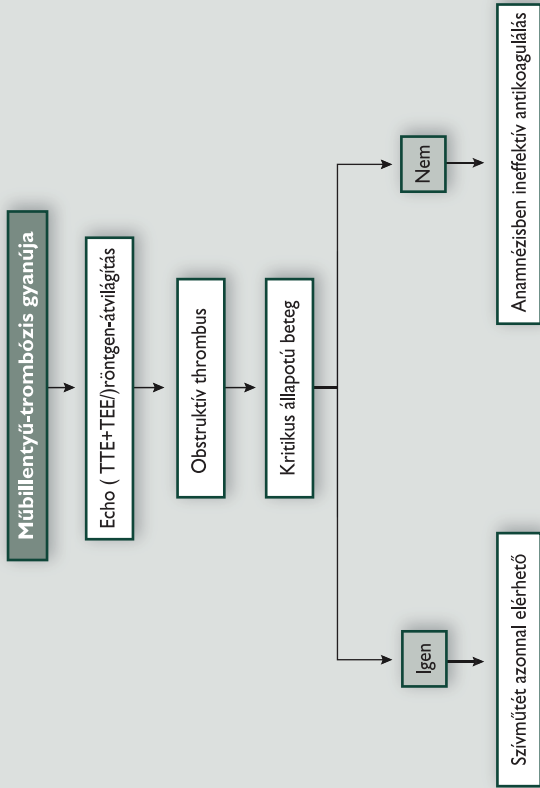 Műbillentyű-trombózis gyanúja
Echo ( TTE+TEE/)röntgen-átvilágítás
Obstruktív thrombus
Kritikus állapotú beteg
Igen
Nem
Szívműtét azonnal elérhető
Anamnézisben ineffektív antikoagulálás